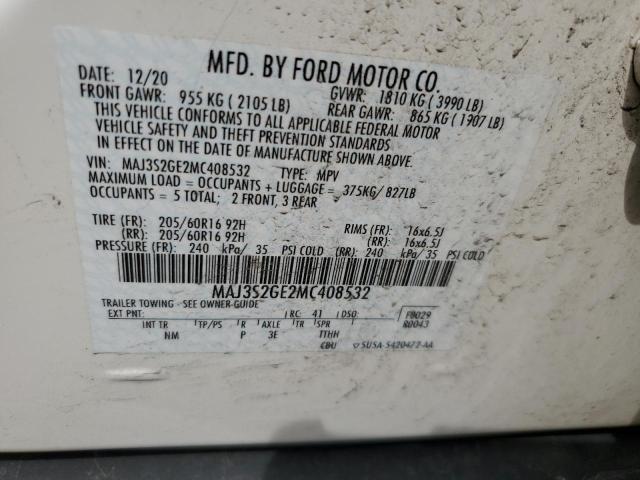 MFD. BY FORD MOTOR CO.
DATE: 12/20 GVWR: 1810 KG ( 3990 LB)
FRONT GAWR: 955 KG ( 2105 LB) REAR GAWR: 865 KG ( 1907 LB)
THIS VEHICLE CONFORMS TO ALL APPLICABLE FEDERAL MOTOR
VEHICLE SAFETY AND THEFT PREVENTION STANDARDS
IN EFFECT ON THE DATE OF MANUFACTURE SHOWN ABOVE.
VIN: MAJ3S2GE2MC408532 TYPE: MPV
MAXIMUM LOAD = OCCUPANTS + LUGGAGE = 375KG/ 827LB
OCCUPANTS = 5 TOTAL; 2 FRONT, 3 REAR
TIRE (FR): 205/60R16 92H RIMS (FR): 16x6.5J
(RR): 205/60R16 92H (RR): 16x6.5J
PRESSURE (FR): 240 kPa/ 35 PSI COLD (RR): 240 kPa/ 35 PSI COLD
MAJ3S2GE2MC408532
TRAILER TOWING - SEE OWNER GUIDE
EXT PNT: RC: 41 DSO: F8029
R0043
INT TR TP/PS R AXLE TR SPR
NM P 3E TTHH
CBU 5U5A-5420472-AA